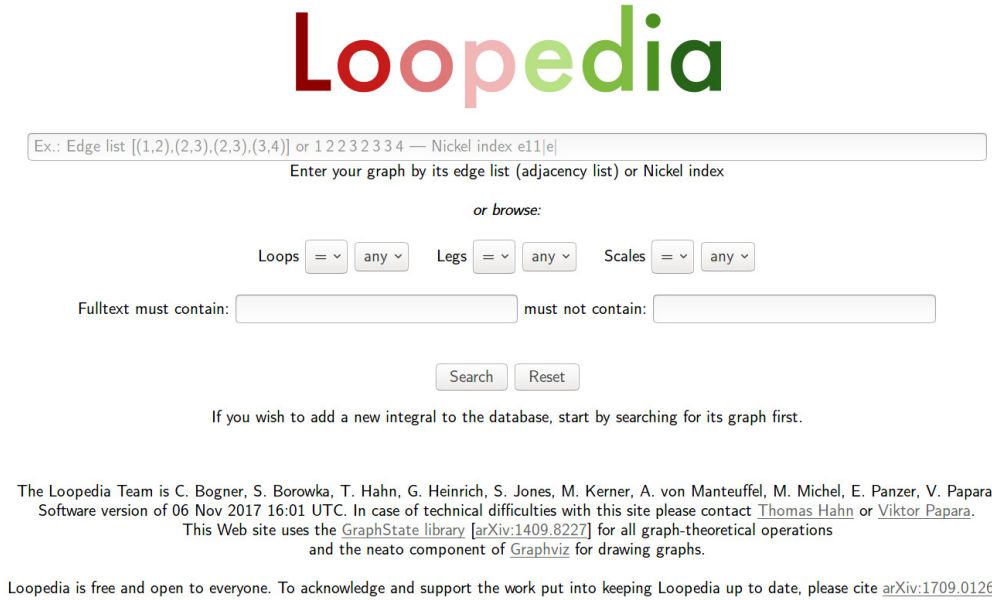 Loopedia
Ex.: Edge list [(1,2),(2,3),(2,3),(3,4)] or 1 2 2 3 2 3 3 4 — Nickel index e11|e|
Enter your graph by its edge list (adjacency list) or Nickel index
or browse:
Loops = any Legs = any Scales = any
Fulltext must contain: must not contain:
Search Reset
If you wish to add a new integral to the database, start by searching for its graph first.
The Loopedia Team is C. Bogner, S. Borowka, T. Hahn, G. Heinrich, S. Jones, M. Kerner, A. von Manteuffel, M. Michel, E. Panzer, V. Papara
Software version of 06 Nov 2017 16:01 UTC. In case of technical difficulties with this site please contact Thomas Hahn or Viktor Papara.
This Web site uses the GraphState library [arXiv:1409.8227] for all graph-theoretical operations
and the neato component of Graphviz for drawing graphs.
Loopedia is free and open to everyone. To acknowledge and support the work put into keeping Loopedia up to date, please cite arXiv:1709.0126